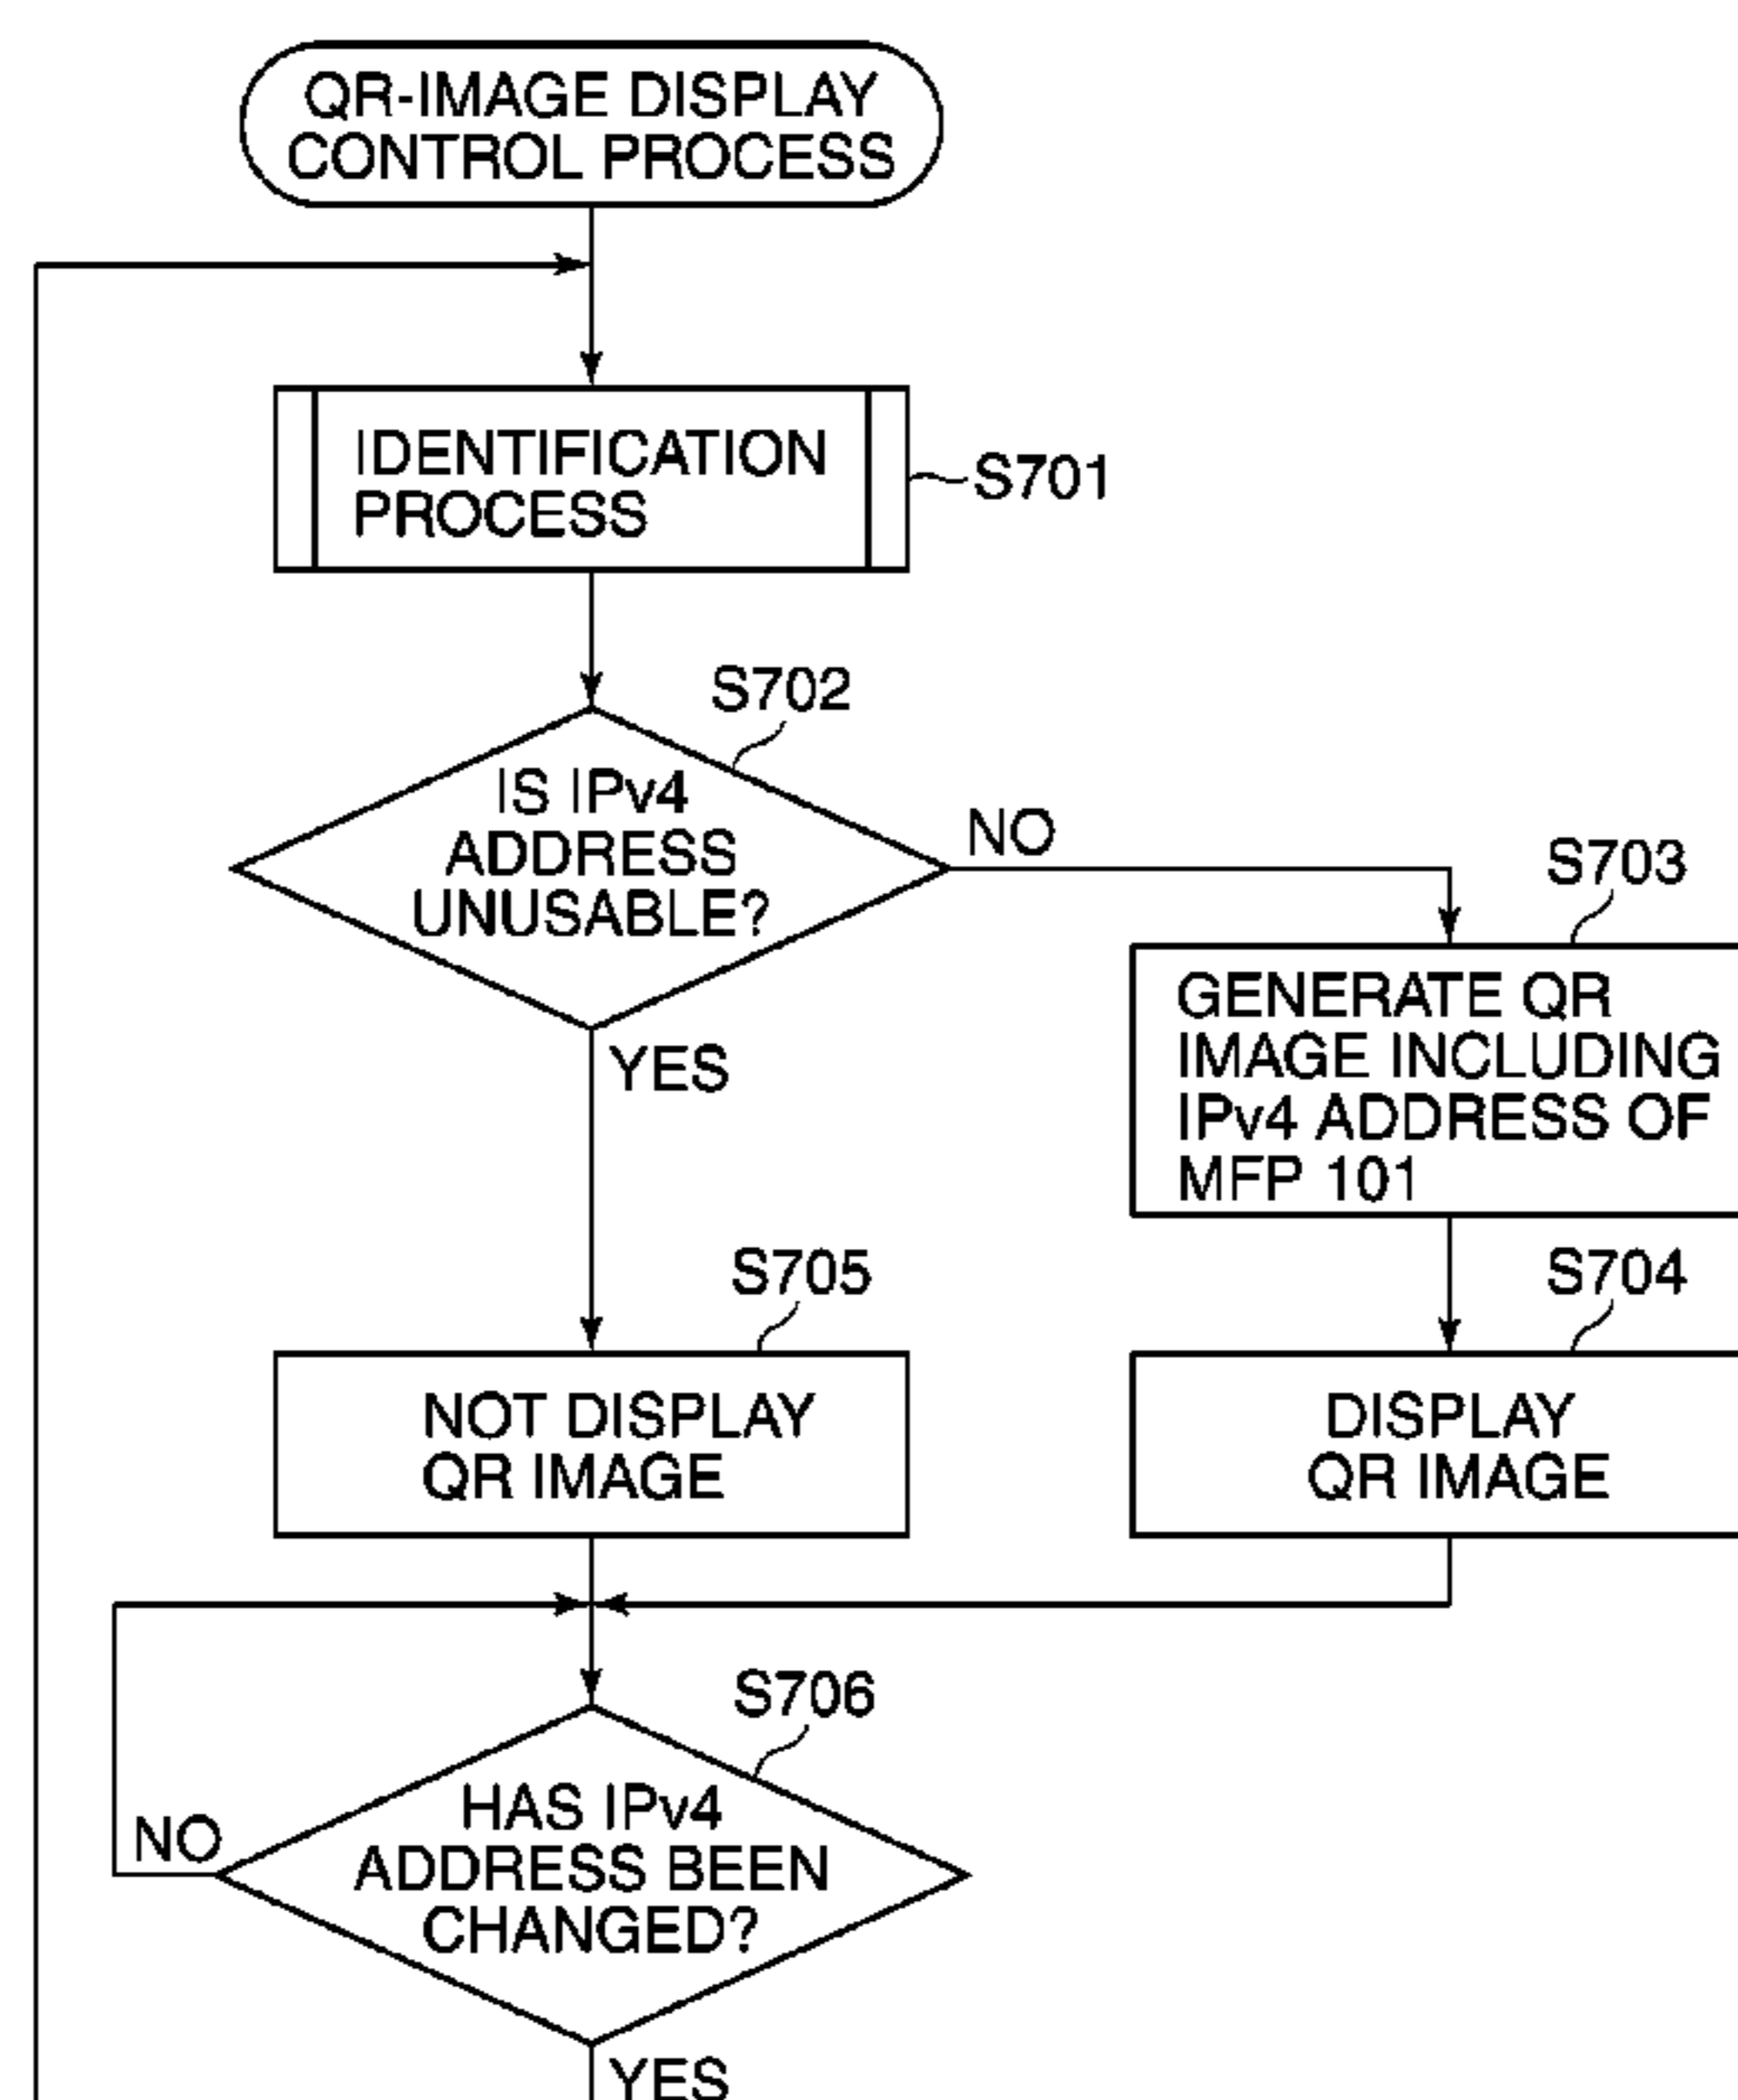 QR-IMAGE DISPLAY
CONTROL PROCESS
IDENTIFICATION
PROCESS
S701
S702
IS IPv4
ADDRESS
UNUSABLE?
NO
YES
S703
GENERATE QR
IMAGE INCLUDING
IPv4 ADDRESS OF
MFP 101
S705
NOT DISPLAY
QR IMAGE
S704
DISPLAY
QR IMAGE
S706
HAS IPv4
ADDRESS BEEN
CHANGED?
NO
YES